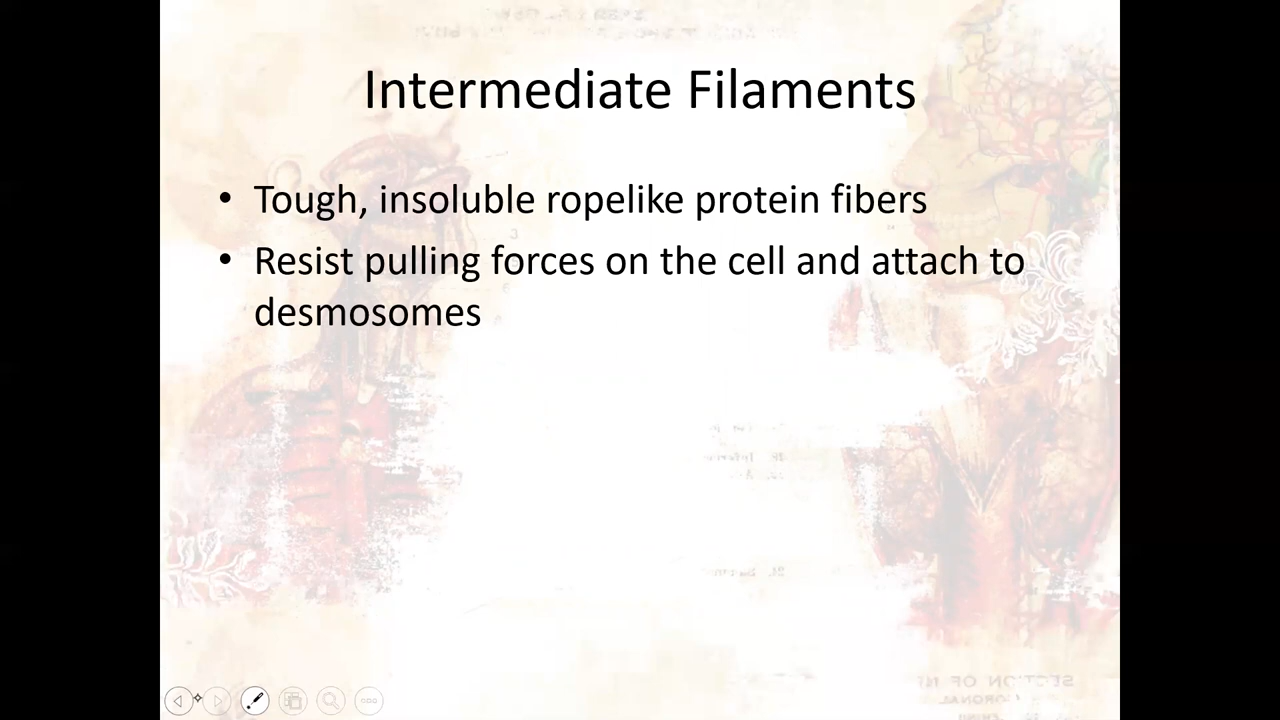 Intermediate Filaments
• Tough, insoluble ropelike protein fibers
• Resist pulling forces on the cell and attach to
desmosomes